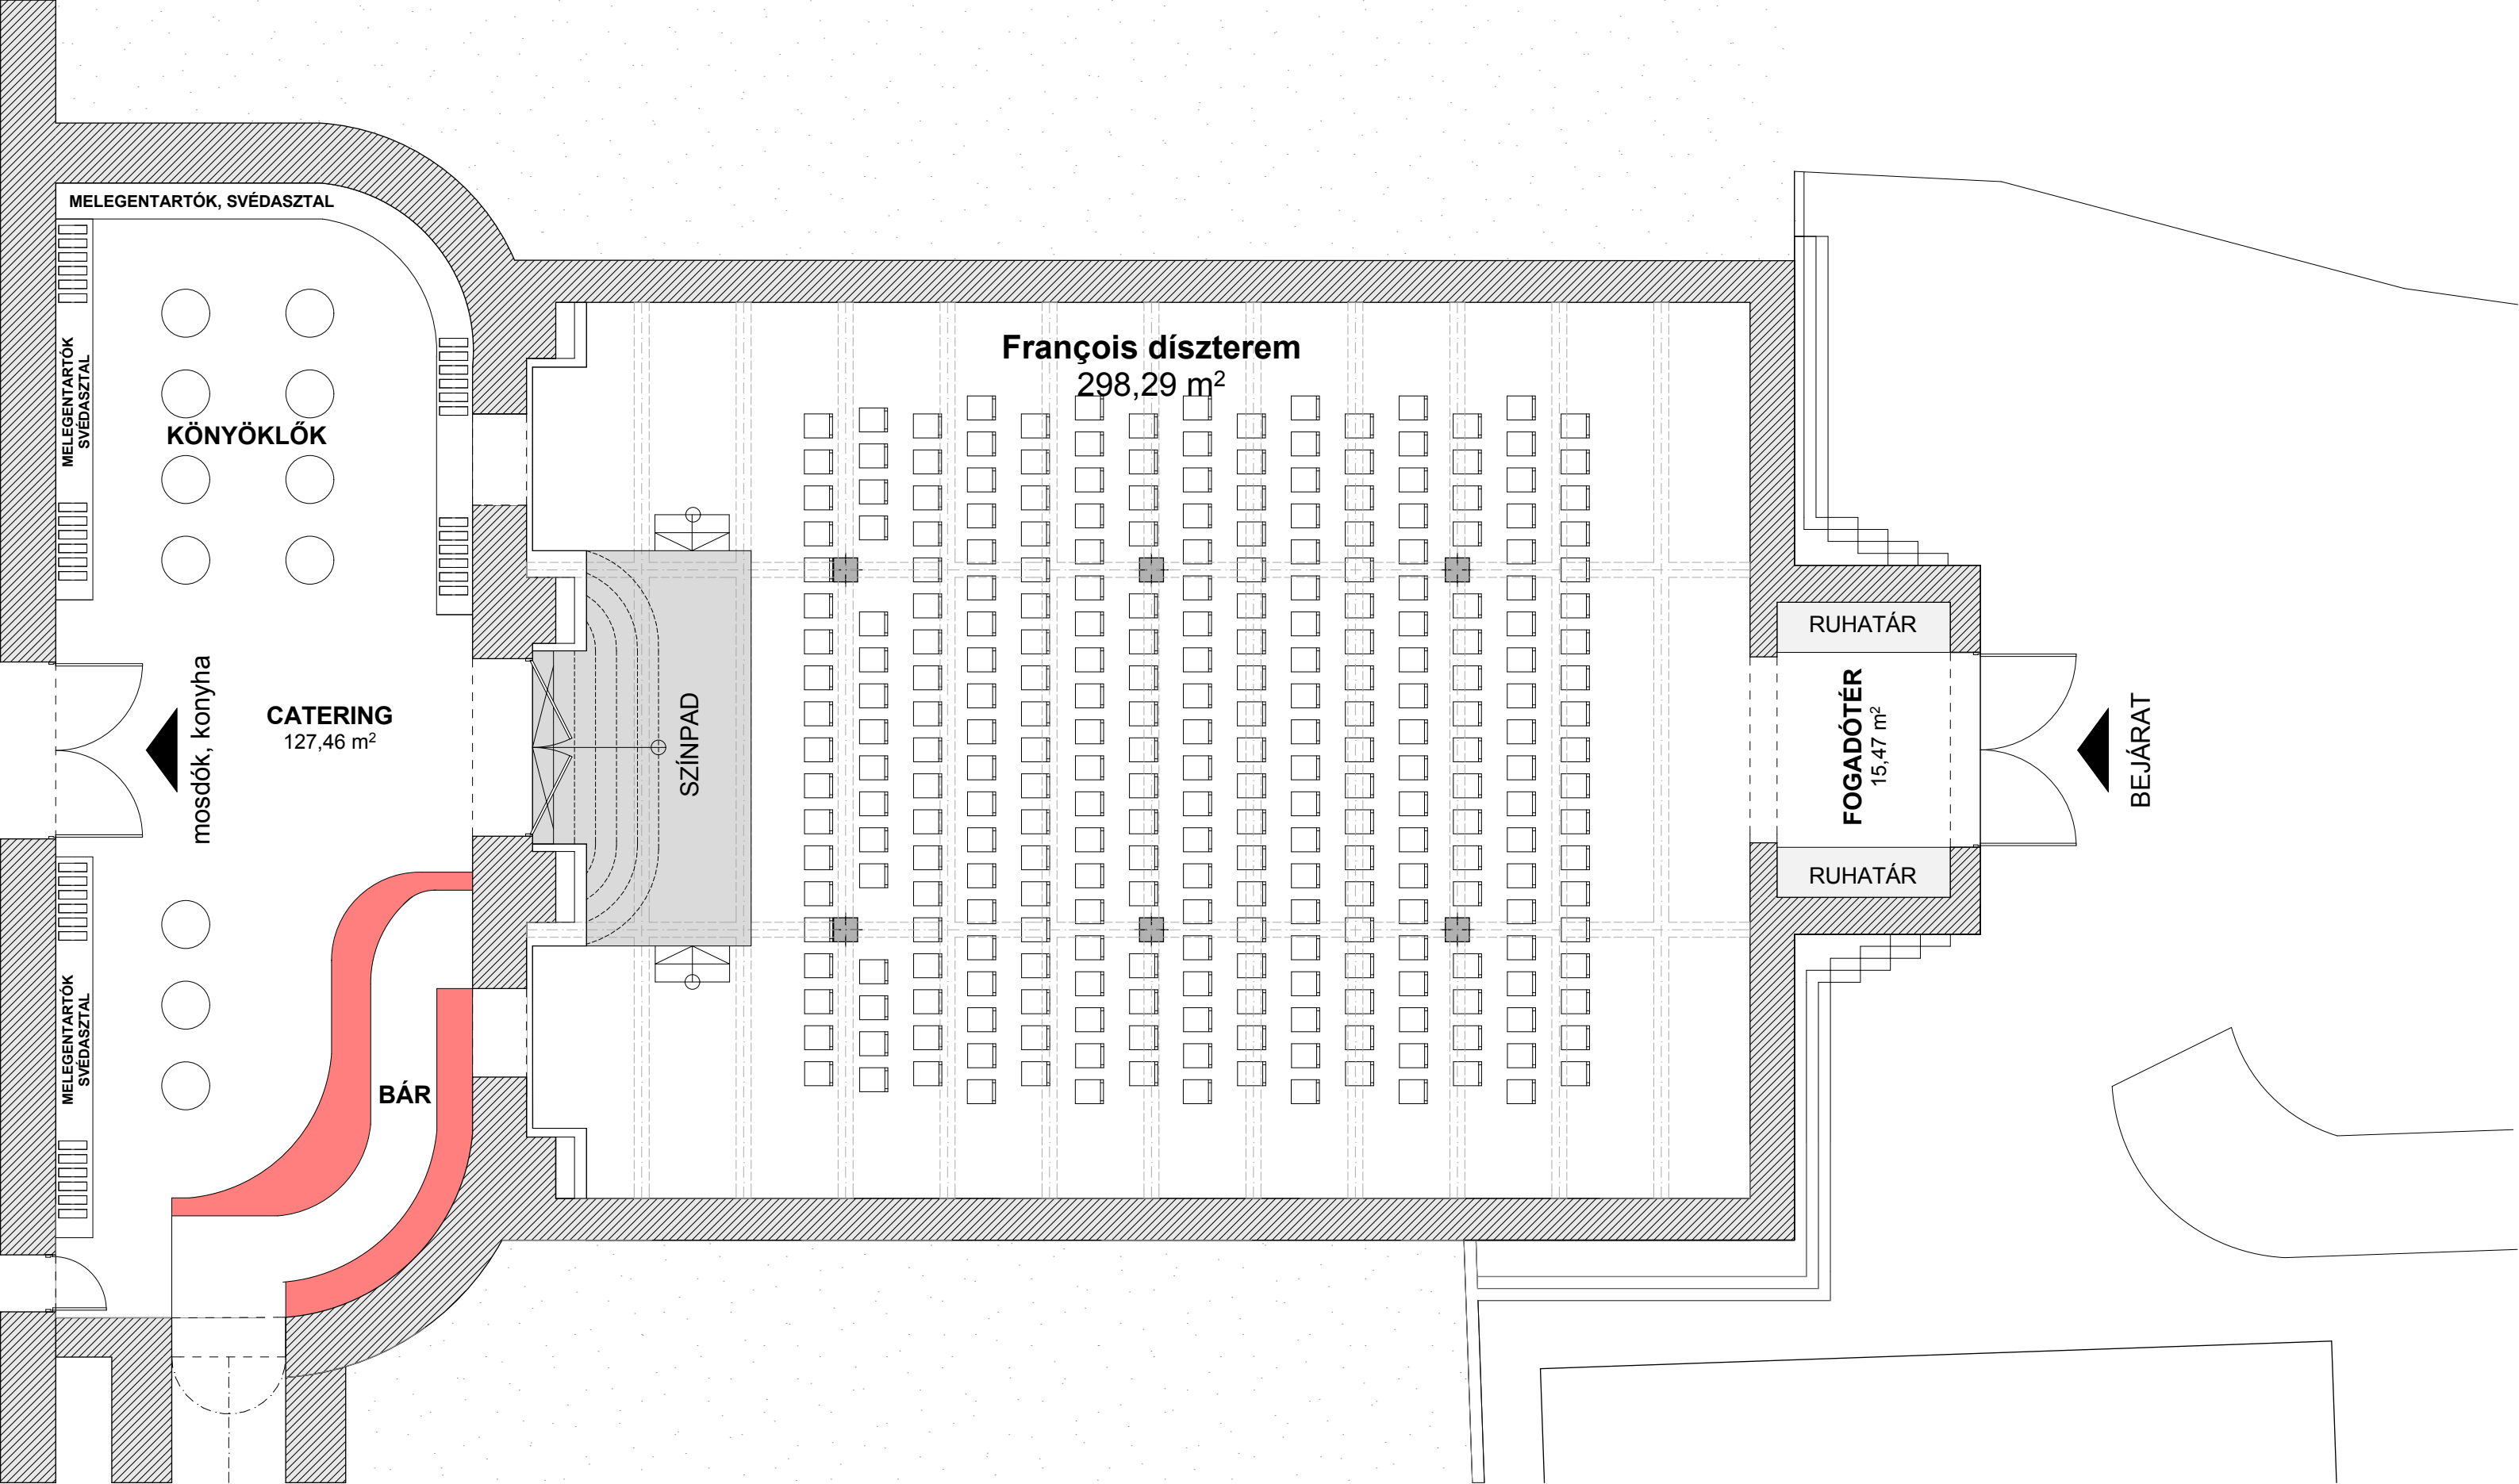 MELEGENTARTÓK, SVÉDASZTAL
MELEGENTARTÓK
SVÉDASZTAL
KÖNYÖKLŐK
François díszterem
298,29 m²
mosdók, konyha
CATERING
127,46 m²
SZÍNPAD
RUHATÁR
FOGADÓTÉR
15,47 m²
RUHATÁR
BEJÁRAT
MELEGENTARTÓK
SVÉDASZTAL
BÁR